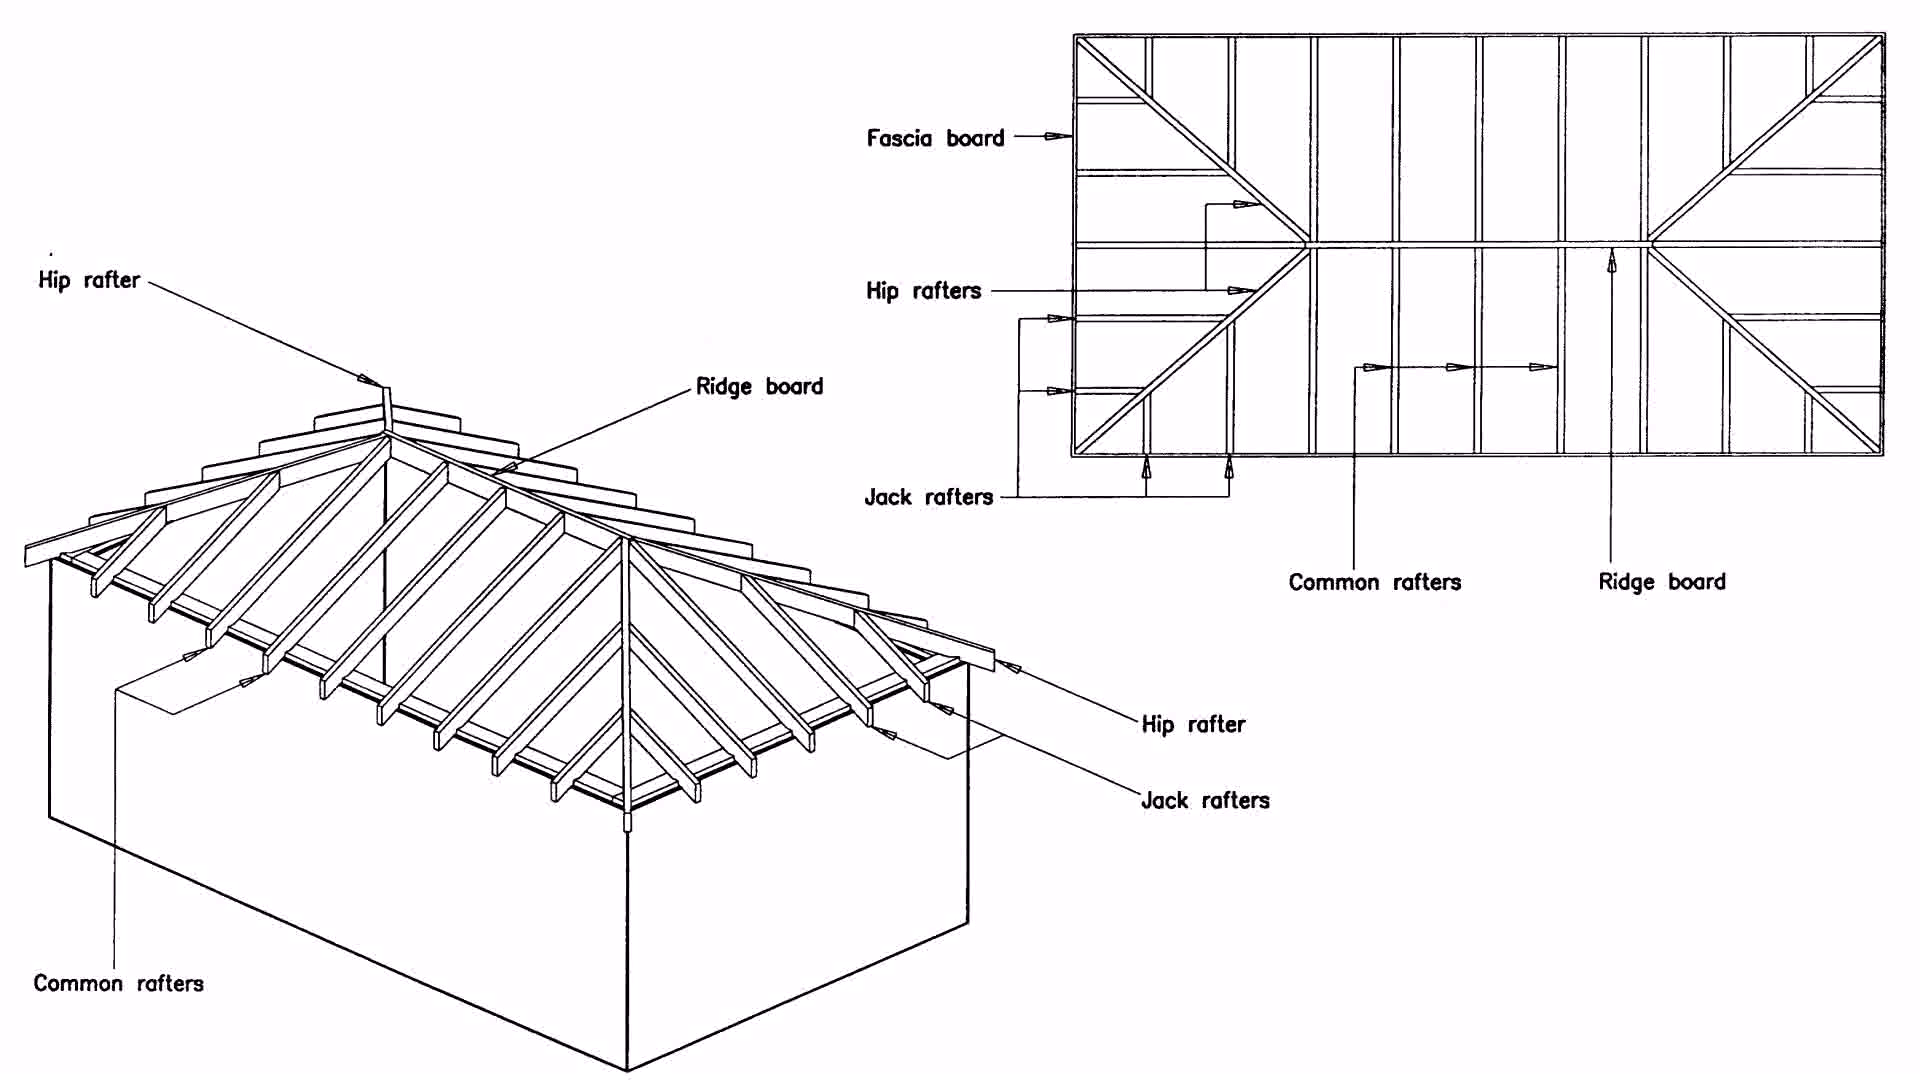 Fascia board
Hip rafter
Hip rafters
Ridge board
Jack rafters
Common rafters
Ridge board
Hip rafter
Jack rafters
Common rafters